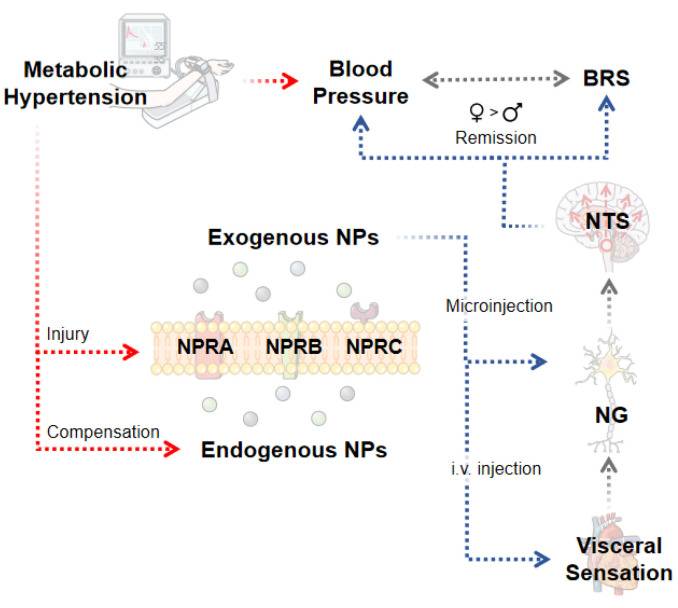 Metabolic
Hypertension
Blood
Pressure
BRS
♀ > ♂
Remission
NTS
Exogenous NPs
Microinjection
Injury
NPRA
NPRB
NPRC
NG
Compensation
Endogenous NPs
i.v. injection
Visceral
Sensation